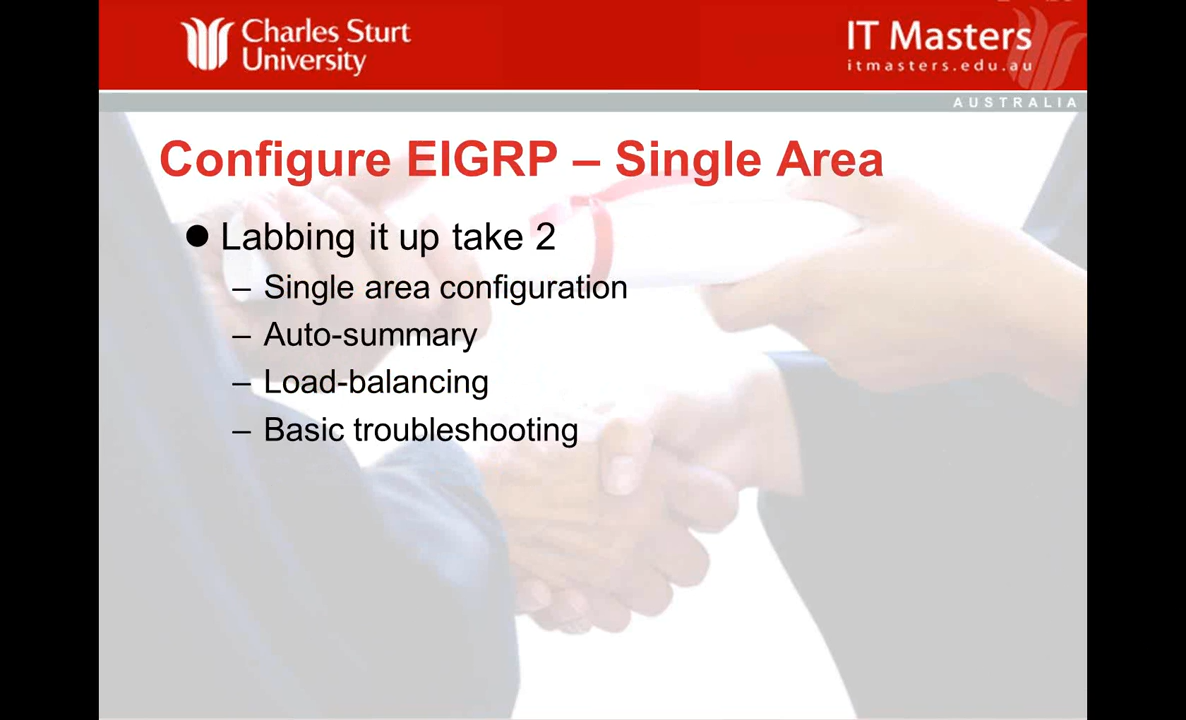 Charles Sturt
University
IT Masters
itmasters.edu.au
AUSTRALIA
Configure EIGRP – Single Area
● Labbing it up take 2
– Single area configuration
– Auto-summary
– Load-balancing
– Basic troubleshooting